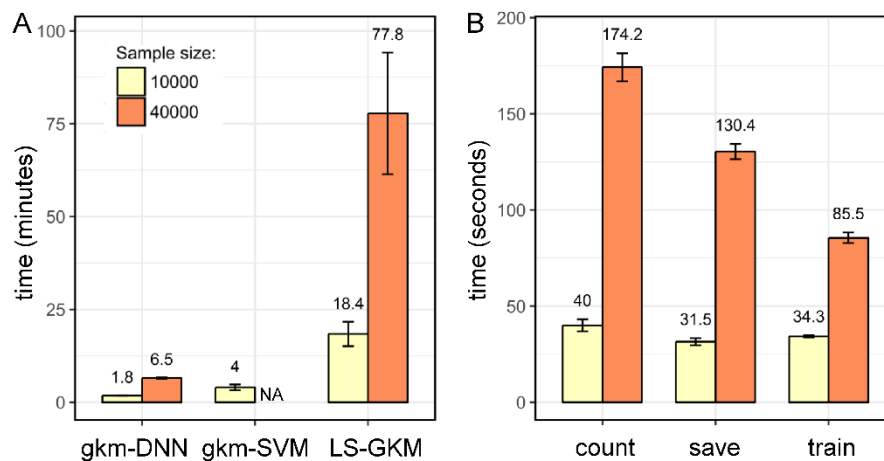 A
time (minutes)
100
75
50
25
0
Sample size:
10000
40000
1.8
6.5
4
NA
18.4
77.8
gkm-DNN gkm-SVM LS-GKM
B
time (seconds)
200
150
100
50
0
40
174.2
31.5
130.4
34.3
85.5
count save train